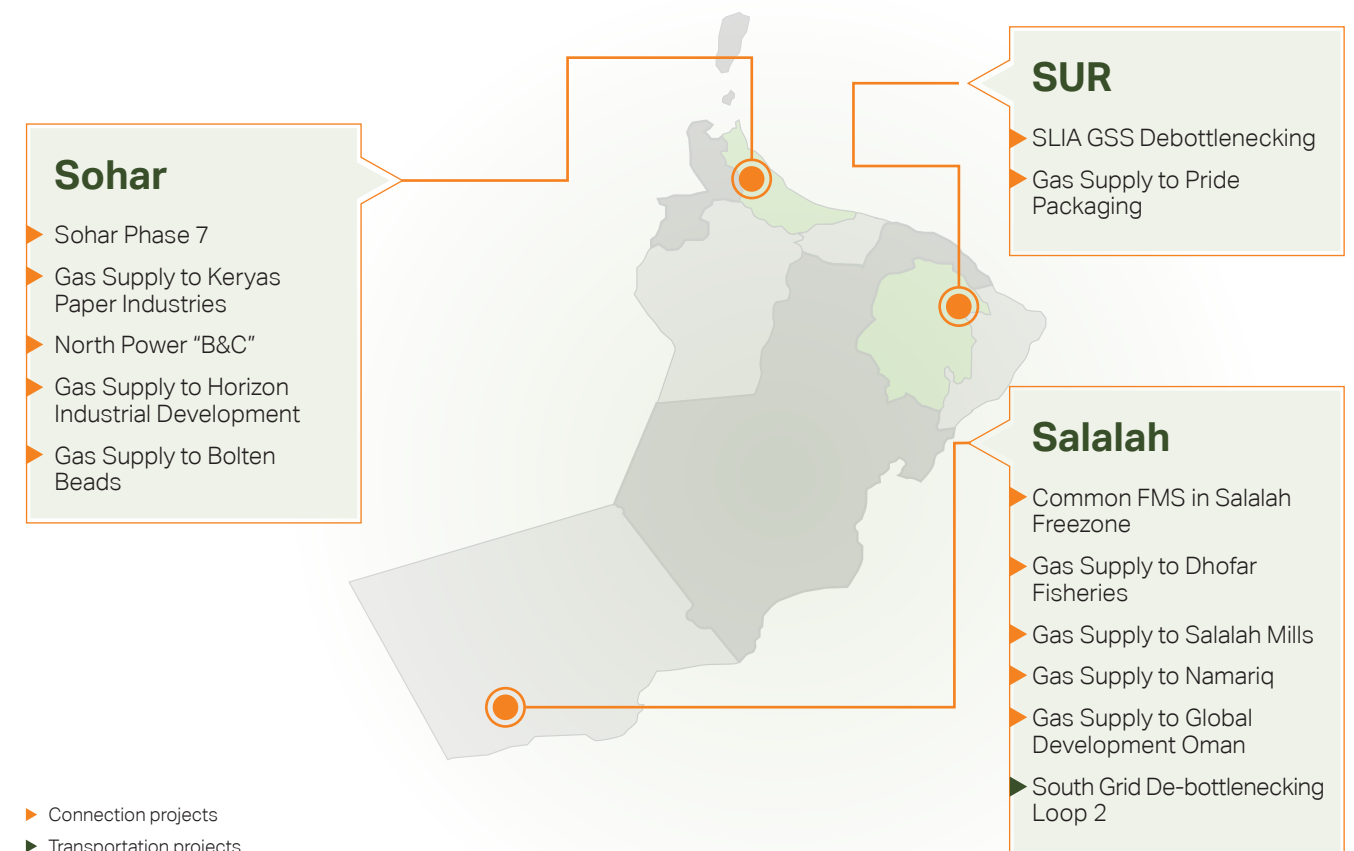 Sohar
Sohar Phase 7
Gas Supply to Keryas
Paper Industries
North Power “B&C”
Gas Supply to Horizon
Industrial Development
Gas Supply to Bolten
Beads
SUR
SLIA GSS Debottlenecking
Gas Supply to Pride
Packaging
Salalah
Common FMS in Salalah
Freezone
Gas Supply to Dhofar
Fisheries
Gas Supply to Salalah Mills
Gas Supply to Namariq
Gas Supply to Global
Development Oman
South Grid De-bottlenecking
Loop 2
Connection projects
Transportation projects